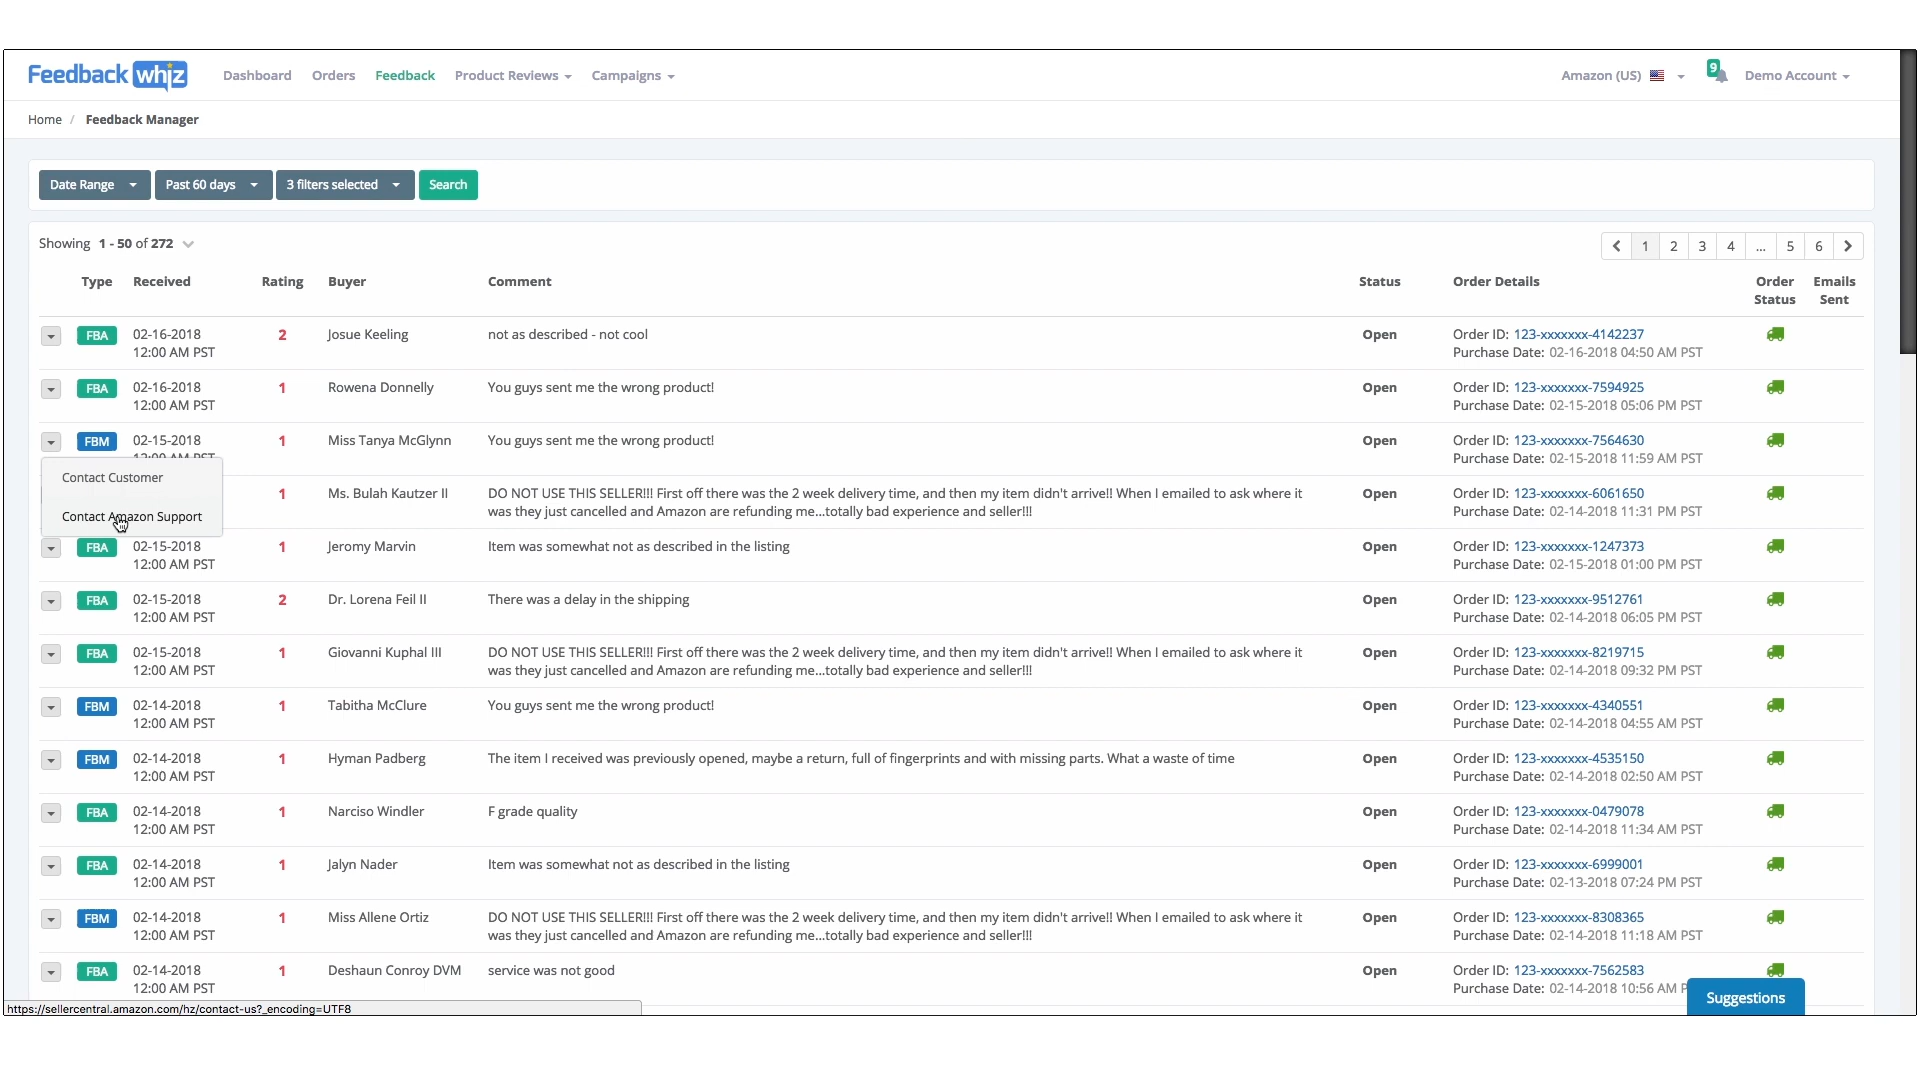 Feedback whiz Dashboard Orders Feedback Product Reviews Campaigns Amazon (US) 9 Demo Account
Home / Feedback Manager
Date Range Past 60 days 3 filters selected Search
Showing 1 - 50 of 272
1 2 3 4 ... 5 6
Type Received Rating Buyer Comment Status Order Details Order Status Emails Sent
FBA 02-16-2018 2 Josue Keeling not as described - not cool Open Order ID: 123-xxxxxxx-4142237
12:00 AM PST Purchase Date: 02-16-2018 04:50 AM PST
FBA 02-16-2018 1 Rowena Donnelly You guys sent me the wrong product! Open Order ID: 123-xxxxxxx-7594925
12:00 AM PST Purchase Date: 02-15-2018 05:06 PM PST
FBM 02-15-2018 1 Miss Tanya McGlynn You guys sent me the wrong product! Open Order ID: 123-xxxxxxx-7564630
12:00 AM PST Purchase Date: 02-15-2018 11:59 AM PST
Contact Customer
Contact Amazon Support
1 Ms. Bulah Kautzer II DO NOT USE THIS SELLER!!! First off there was the 2 week delivery time, and then my item didn't arrive!! When I emailed to ask where it Open Order ID: 123-xxxxxxx-6061650
was they just cancelled and Amazon are refunding me...totally bad experience and seller!!! Purchase Date: 02-14-2018 11:31 PM PST
FBA 02-15-2018 1 Jeromy Marvin Item was somewhat not as described in the listing Open Order ID: 123-xxxxxxx-1247373
12:00 AM PST Purchase Date: 02-15-2018 01:00 PM PST
FBA 02-15-2018 2 Dr. Lorena Feil II There was a delay in the shipping Open Order ID: 123-xxxxxxx-9512761
12:00 AM PST Purchase Date: 02-14-2018 06:05 PM PST
FBA 02-15-2018 1 Giovanni Kuphal III DO NOT USE THIS SELLER!!! First off there was the 2 week delivery time, and then my item didn't arrive!! When I emailed to ask where it Open Order ID: 123-xxxxxxx-8219715
12:00 AM PST was they just cancelled and Amazon are refunding me...totally bad experience and seller!!! Purchase Date: 02-14-2018 09:32 PM PST
FBM 02-14-2018 1 Tabitha McClure You guys sent me the wrong product! Open Order ID: 123-xxxxxxx-4340551
12:00 AM PST Purchase Date: 02-14-2018 04:55 AM PST
FBM 02-14-2018 1 Hyman Padberg The item I received was previously opened, maybe a return, full of fingerprints and with missing parts. What a waste of time Open Order ID: 123-xxxxxxx-4535150
12:00 AM PST Purchase Date: 02-14-2018 02:50 AM PST
FBA 02-14-2018 1 Narciso Windler F grade quality Open Order ID: 123-xxxxxxx-0479078
12:00 AM PST Purchase Date: 02-14-2018 11:34 AM PST
FBA 02-14-2018 1 Jalyn Nader Item was somewhat not as described in the listing Open Order ID: 123-xxxxxxx-6999001
12:00 AM PST Purchase Date: 02-13-2018 07:24 PM PST
FBM 02-14-2018 1 Miss Allene Ortiz DO NOT USE THIS SELLER!!! First off there was the 2 week delivery time, and then my item didn't arrive!! When I emailed to ask where it Open Order ID: 123-xxxxxxx-8308365
12:00 AM PST was they just cancelled and Amazon are refunding me...totally bad experience and seller!!! Purchase Date: 02-14-2018 11:18 AM PST
FBA 02-14-2018 1 Deshaun Conroy DVM service was not good Open Order ID: 123-xxxxxxx-7562583
12:00 AM PST Purchase Date: 02-14-2018 10:56 AM P
Suggestions
https://sellercentral.amazon.com/hz/contact-us?_encoding=UTF8